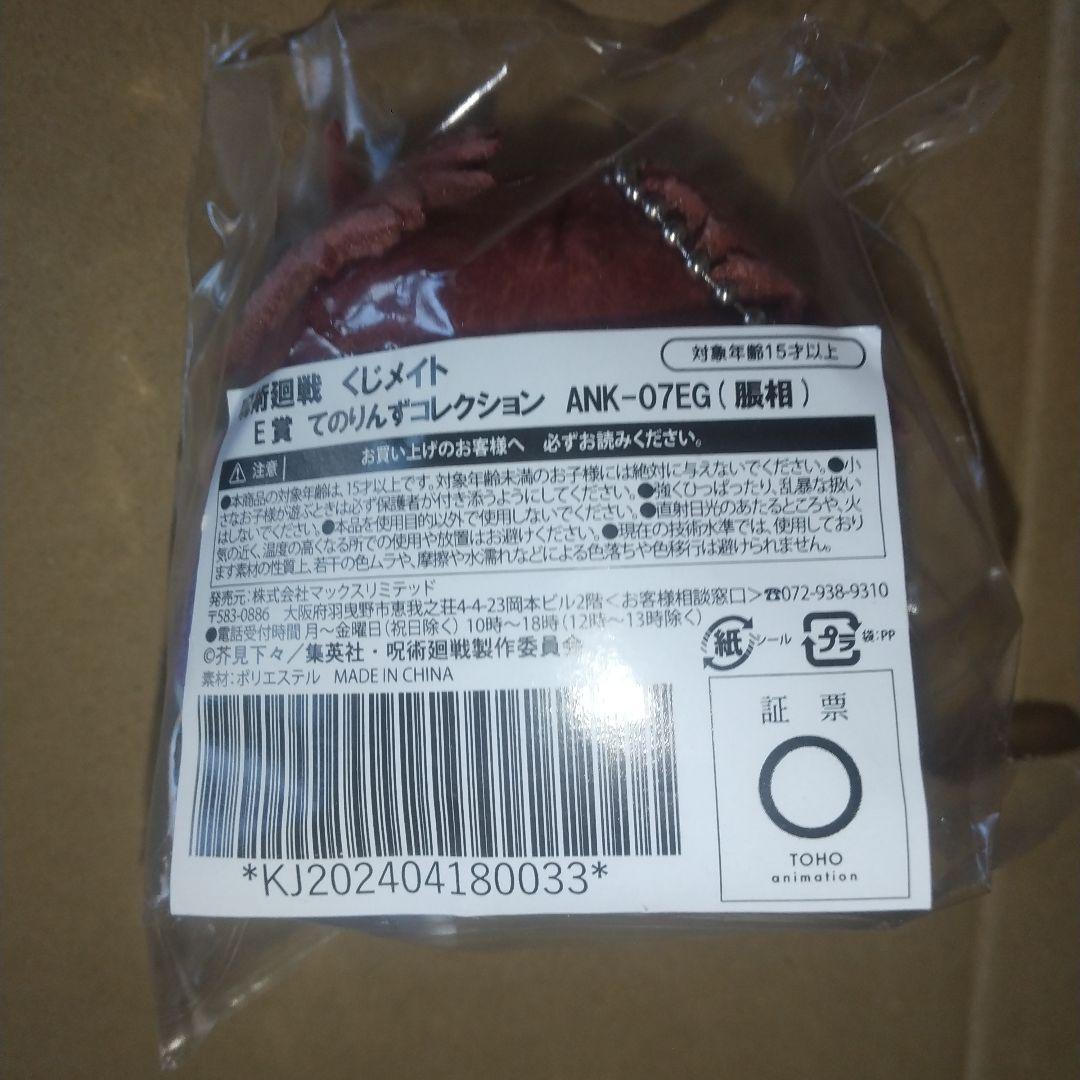 対象年齢15才以上
呪術廻戦 くじメイト
E賞 てのりんずコレクション ANK-07EG(脹相)
お買い上げのお客様へ 必ずお読みください。
注意
●本商品の対象年齢は、15才以上です。対象年齢未満のお子様には絶対に与えないでください。●小
さなお子様が遊ぶときは必ず保護者が付き添うようにしてください。●強くひっぱったり、乱暴な扱い
はしないでください。●本品を使用目的以外で使用しないでください。●直射日光のあたるところや、火
気の近く、温度の高くなる所での使用や放置はお避けください。●現在の技術水準では、使用しており
ます素材の性質上、若干の色ムラや、摩擦や水濡れなどによる色落ちや色移行は避けられません。
発売元:株式会社マックスリミテッド
〒583-0886 大阪府羽曳野市恵我之荘4-4-23岡本ビル2階<お客様相談窓口>☎072-938-9310
●電話受付時間 月〜金曜日(祝日除く) 10時〜18時(12時〜13時除く)
©芥見下々/集英社・呪術廻戦製作委員会
素材:ポリエステル MADE IN CHINA
紙 シール
プラ 袋:PP
証 票
TOHO
animation
*KJ202404180033*